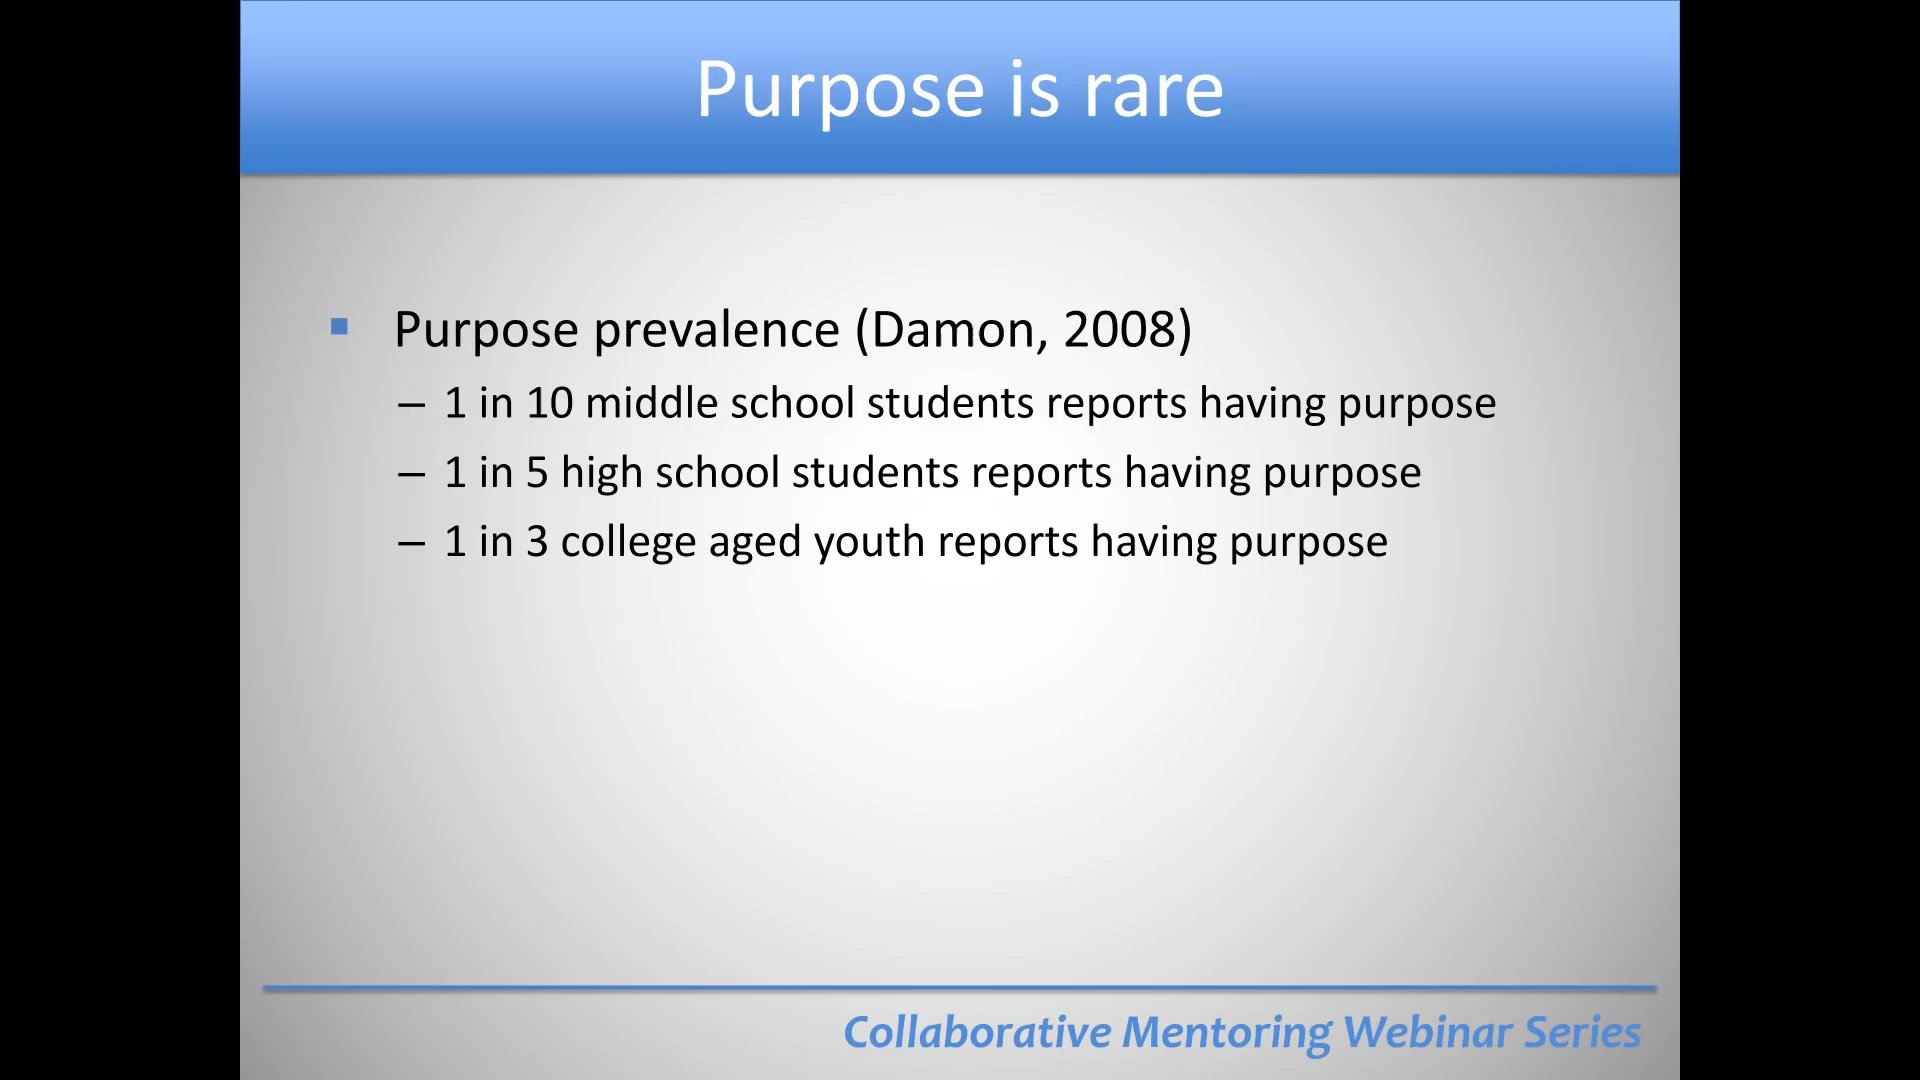 Purpose is rare
Purpose prevalence (Damon, 2008)
– 1 in 10 middle school students reports having purpose
– 1 in 5 high school students reports having purpose
– 1 in 3 college aged youth reports having purpose
Collaborative Mentoring Webinar Series